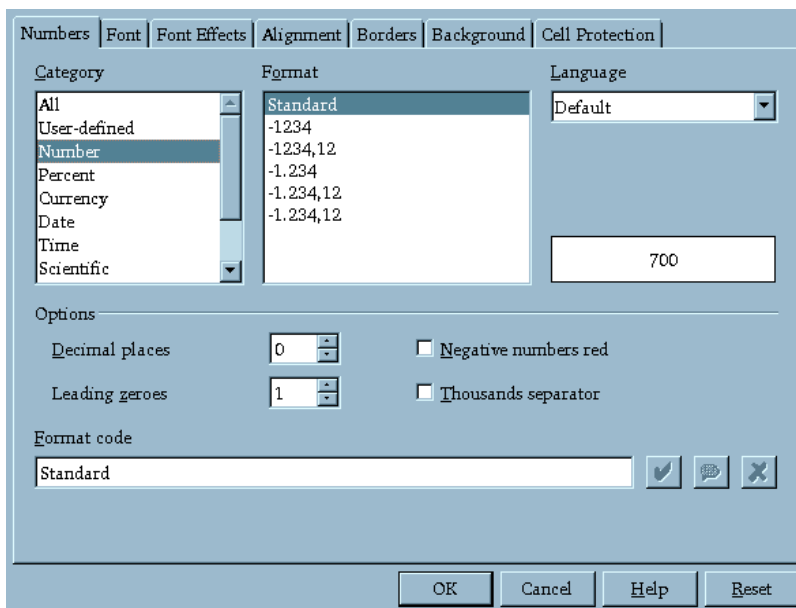 Numbers Font Font Effects Alignment Borders Background Cell Protection
Category
All
User-defined
Number
Percent
Currency
Date
Time
Scientific
Format
Standard
-1234
-1234,12
-1.234
-1.234,12
-1.234,12
Language
Default
700
Options
Decimal places 0
Negative numbers red
Leading zeroes 1
Thousands separator
Format code
Standard
OK Cancel Help Reset